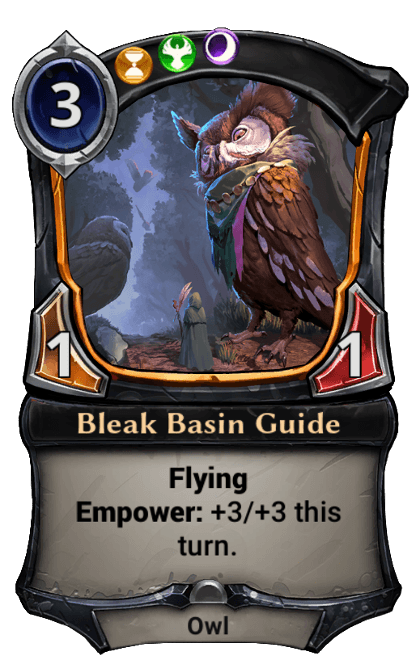 3
1
1
Bleak Basin Guide
Flying
Empower: +3/+3 this
turn.
Owl